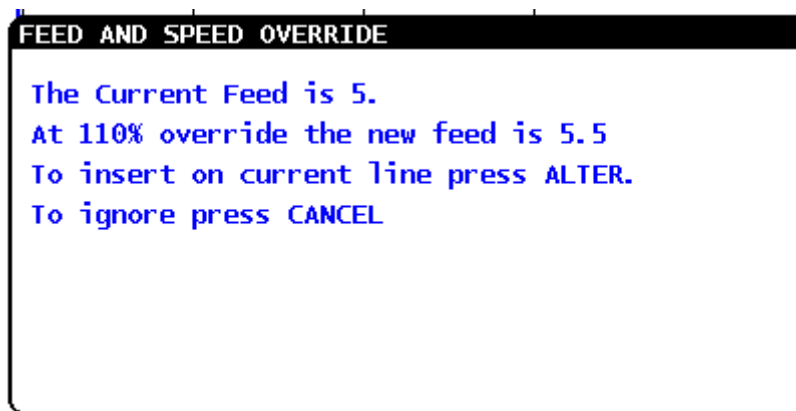 FEED AND SPEED OVERRIDE
The Current Feed is 5.
At 110% override the new feed is 5.5
To insert on current line press ALTER.
To ignore press CANCEL